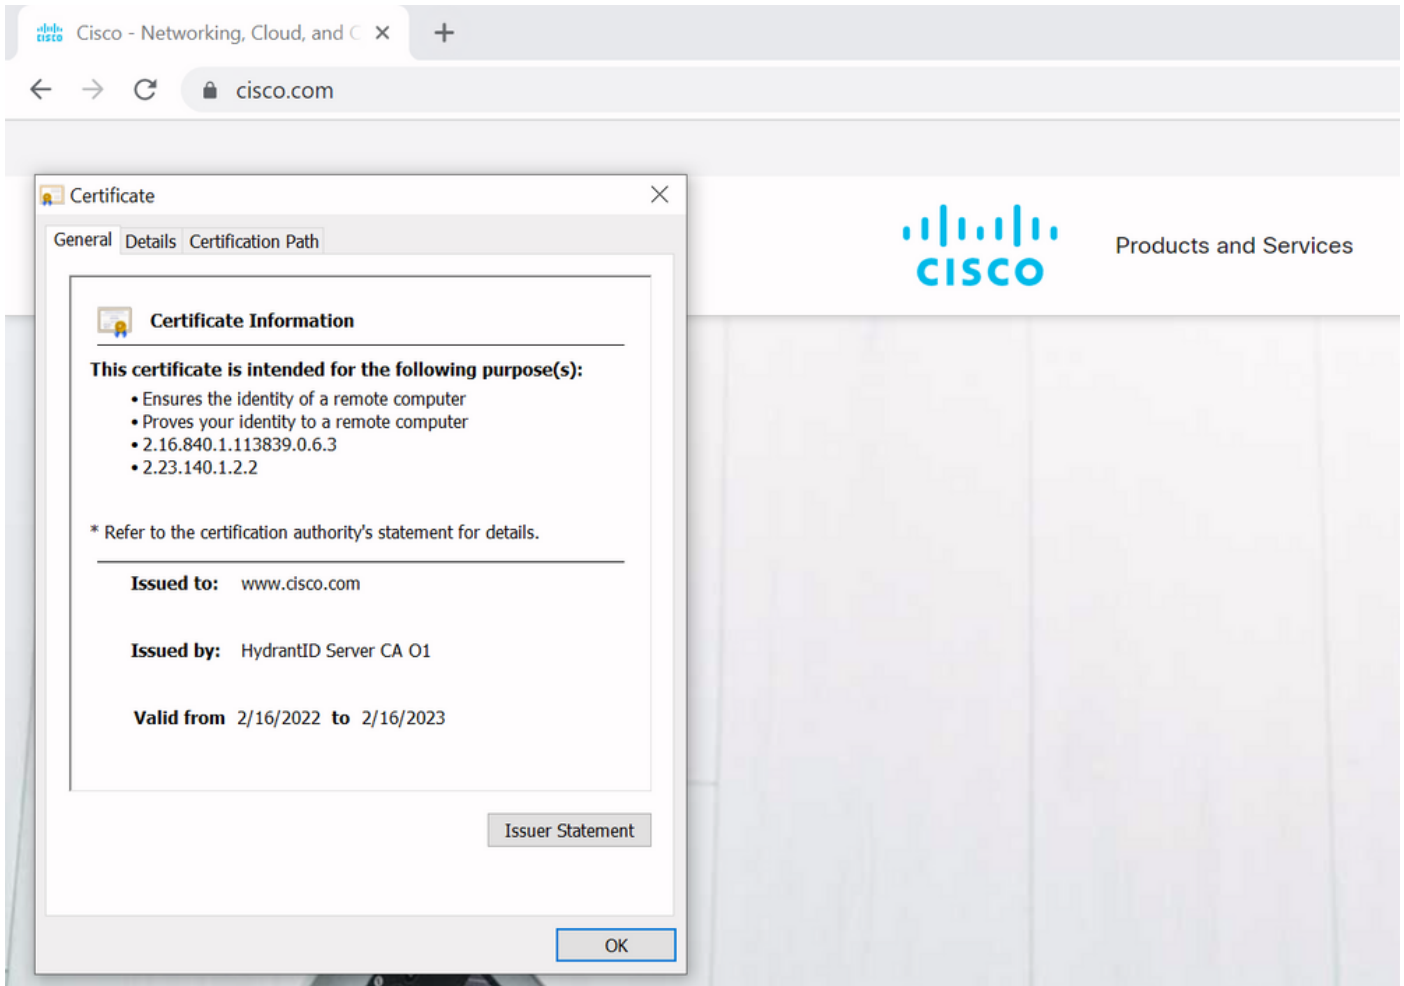 Cisco - Networking, Cloud, and C
cisco.com
Certificate
General Details Certification Path
CISCO
Products and Services
Certificate Information
This certificate is intended for the following purpose(s):
• Ensures the identity of a remote computer
• Proves your identity to a remote computer
• 2.16.840.1.113839.0.6.3
• 2.23.140.1.2.2
* Refer to the certification authority's statement for details.
Issued to: www.cisco.com
Issued by: HydrantID Server CA O1
Valid from 2/16/2022 to 2/16/2023
Issuer Statement
OK